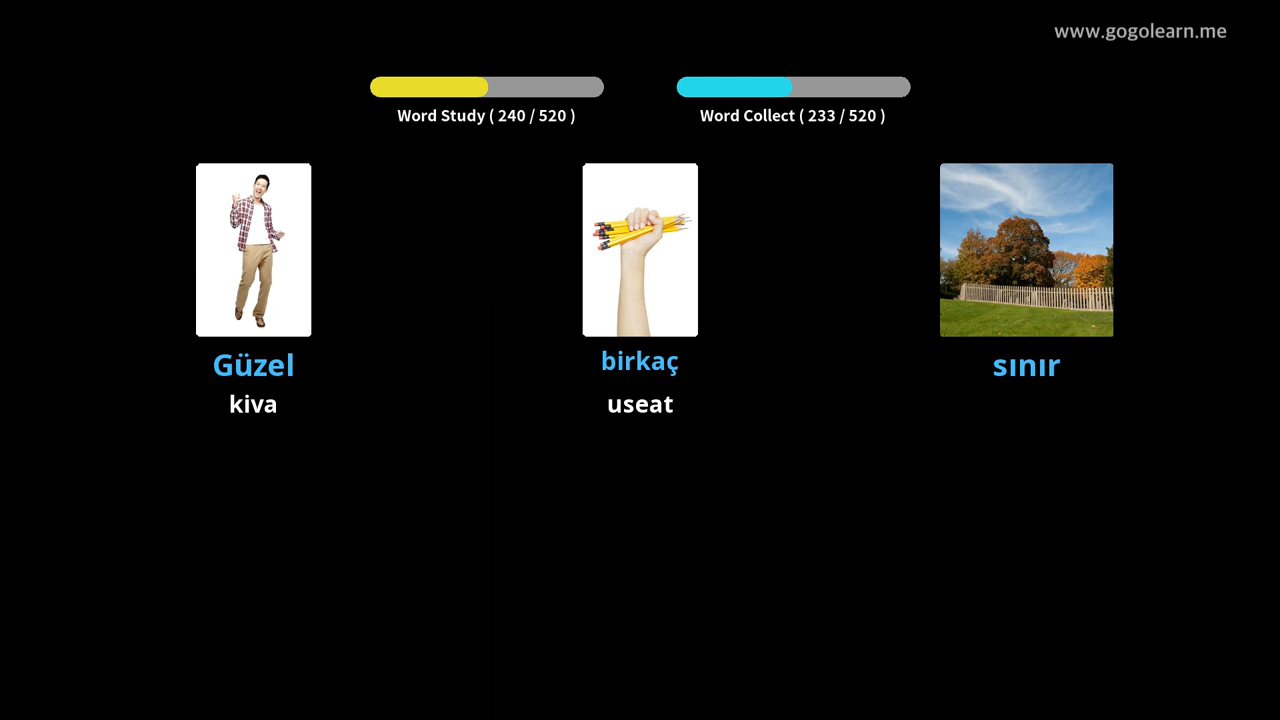 www.gogolearn.me
Word Study ( 240 / 520 )
Word Collect ( 233 / 520 )
Güzel
kiva
birkaç
useat
sınır